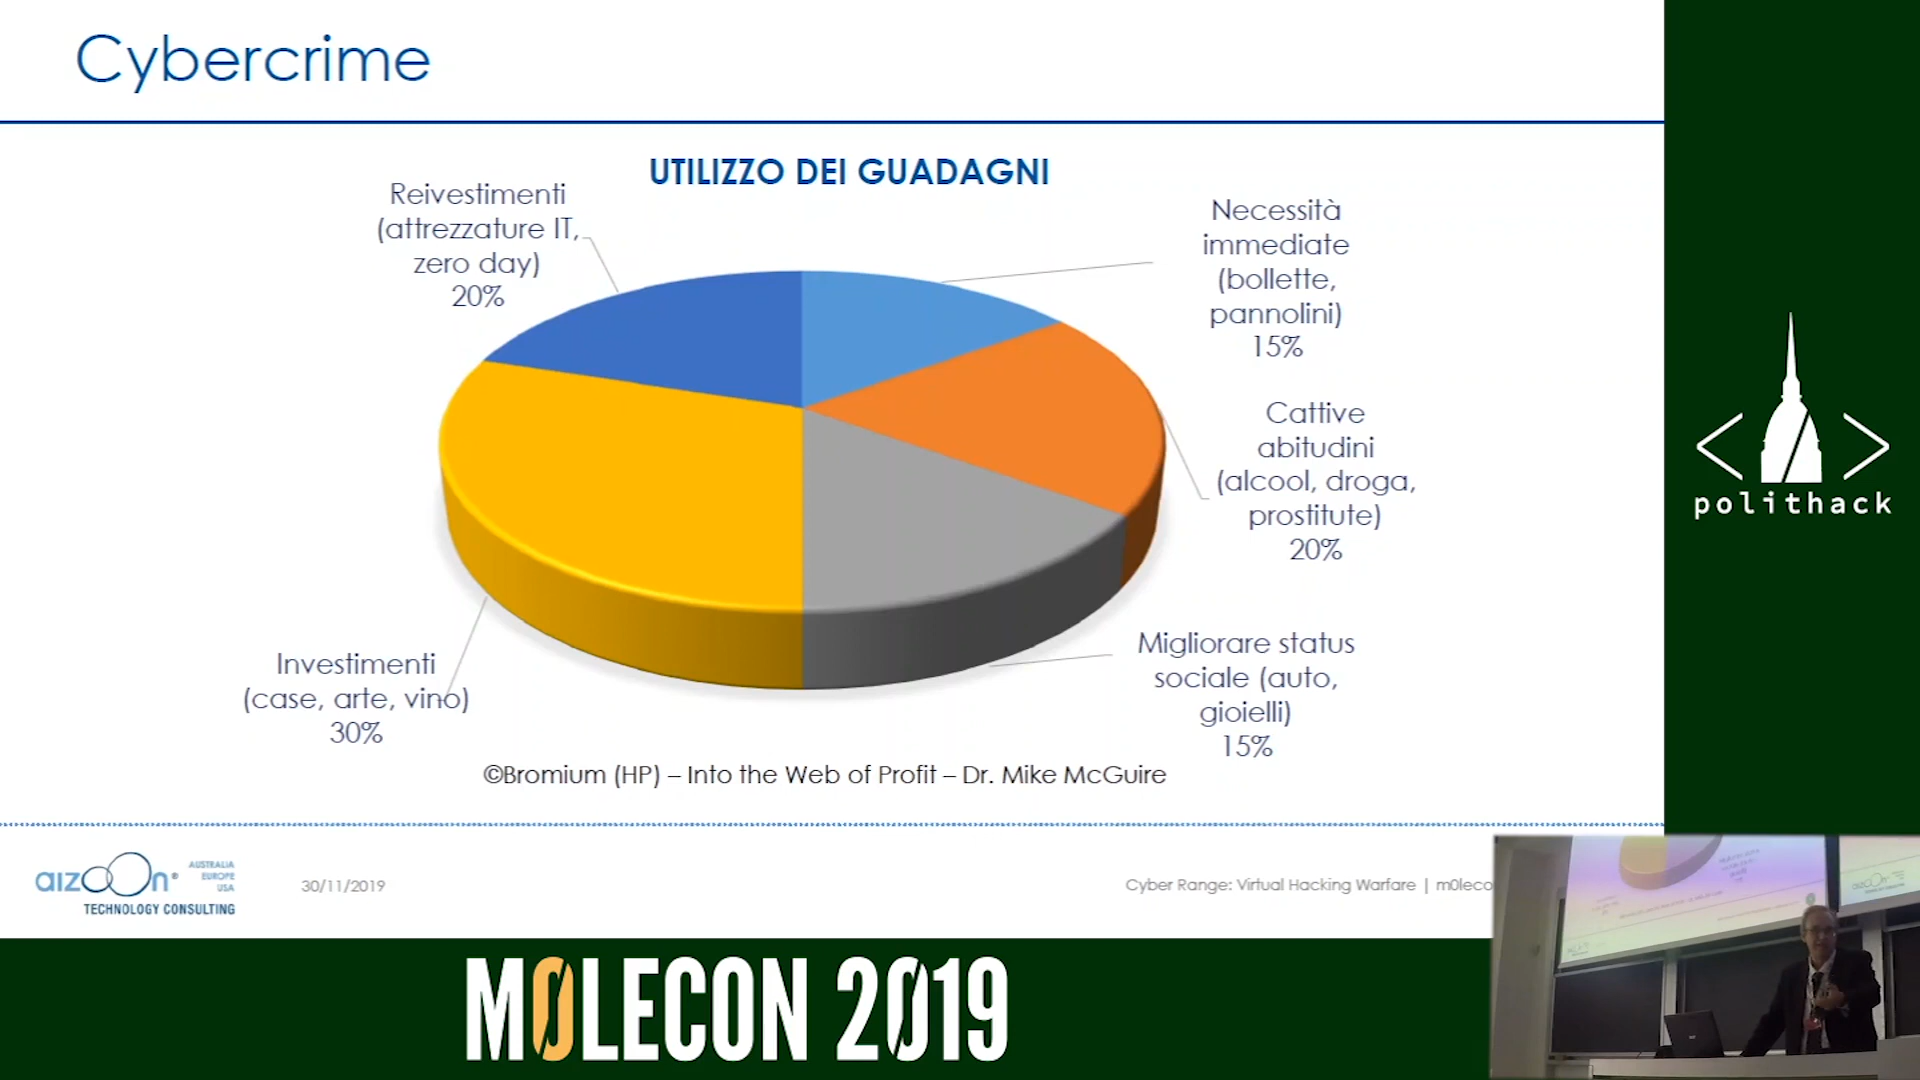 Cybercrime
UTILIZZO DEI GUADAGNI
Reivestimenti
(attrezzature IT,
zero day)
20%
Necessità
immediate
(bollette,
pannolini)
15%
Cattive
abitudini
(alcool, droga,
prostitute)
20%
Migliorare status
sociale (auto,
gioielli)
15%
Investimenti
(case, arte, vino)
30%
©Bromium (HP) – Into the Web of Profit – Dr. Mike McGuire
polithack
aizoOn®
AUSTRALIA
EUROPE
USA
TECHNOLOGY CONSULTING
30/11/2019
Cyber Range: Virtual Hacking Warfare | m0leco
M0LECON 2019